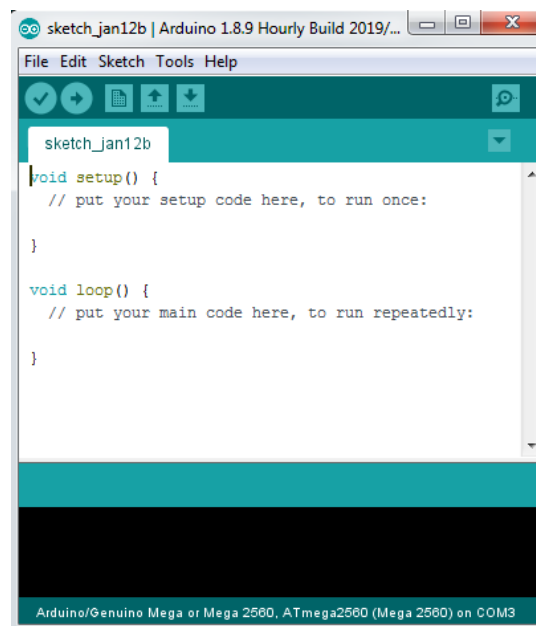 sketch_jan12b | Arduino 1.8.9 Hourly Build 2019/...
File Edit Sketch Tools Help
sketch_jan12b
void setup() {
  // put your setup code here, to run once:
}
void loop() {
  // put your main code here, to run repeatedly:
}
Arduino/Genuino Mega or Mega 2560, ATmega2560 (Mega 2560) on COM3